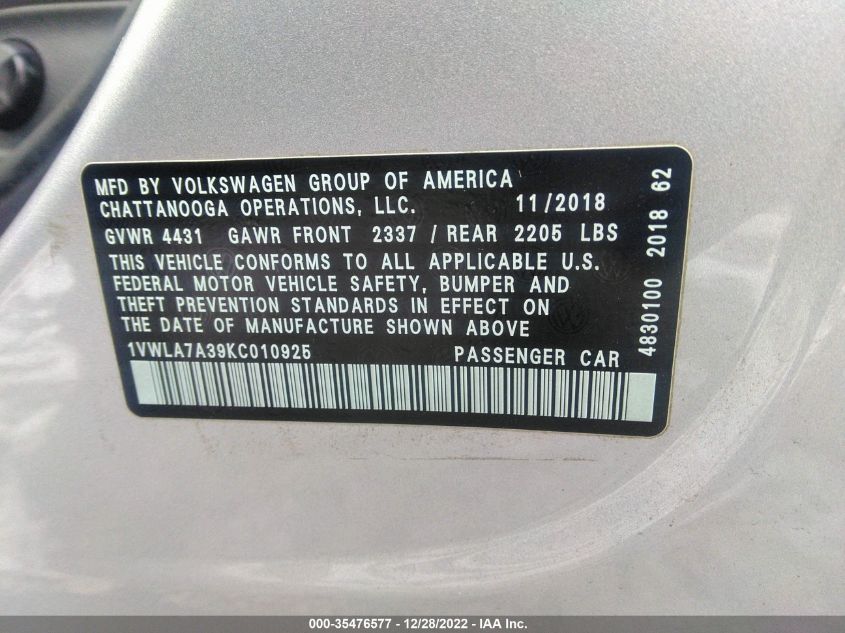 MFD BY VOLKSWAGEN GROUP OF AMERICA
CHATTANOOGA OPERATIONS, LLC. 11/2018
GVWR 4431 GAWR FRONT 2337 / REAR 2205 LBS
THIS VEHICLE CONFORMS TO ALL APPLICABLE U.S.
FEDERAL MOTOR VEHICLE SAFETY, BUMPER AND
THEFT PREVENTION STANDARDS IN EFFECT ON
THE DATE OF MANUFACTURE SHOWN ABOVE
1VWLA7A39KC010925 PASSENGER CAR
4830100 2018 62
000-35476577 - 12/28/2022 - IAA Inc.